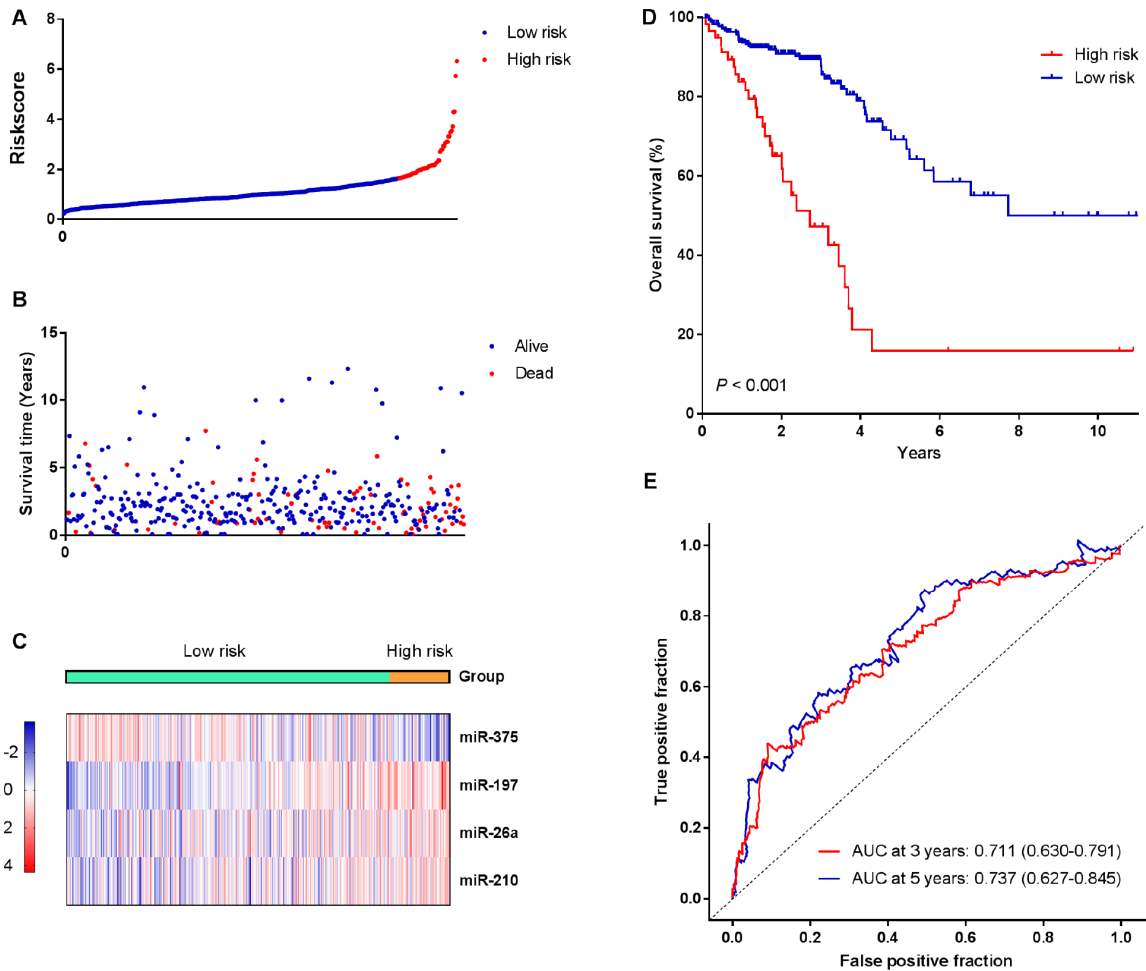 A
Riskscore
8
6
4
2
0
0
Low risk
High risk
B
Survival time (Years)
15
10
5
0
0
Alive
Dead
C
Low risk
High risk
Group
-2
0
2
4
miR-375
miR-197
miR-26a
miR-210
D
Overall survival (%)
100
80
60
40
20
0
High risk
Low risk
P < 0.001
0 2 4 6 8 10
Years
E
True positive fraction
1.0
0.8
0.6
0.4
0.2
0.0
AUC at 3 years: 0.711 (0.630-0.791)
AUC at 5 years: 0.737 (0.627-0.845)
0.0 0.2 0.4 0.6 0.8 1.0
False positive fraction